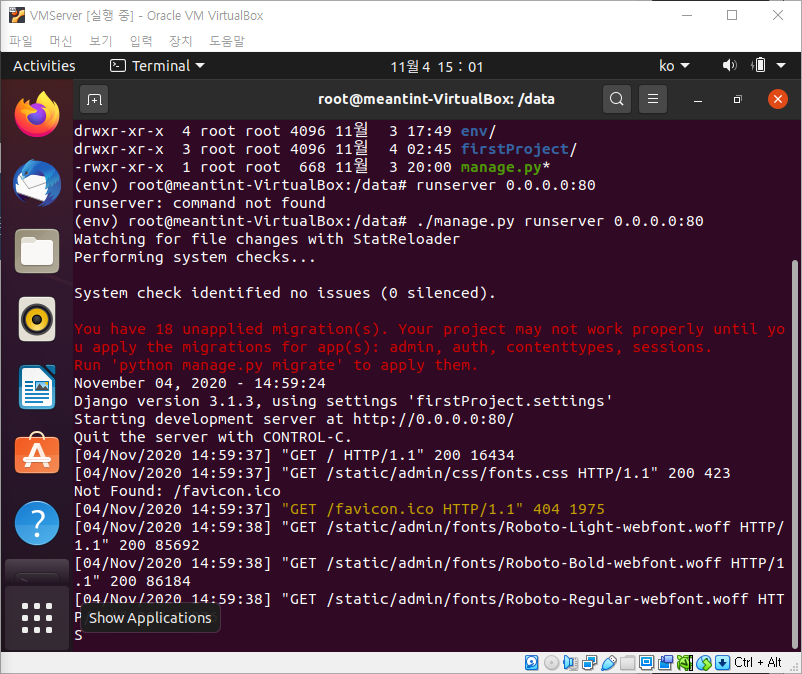 VMServer [실행 중] - Oracle VM VirtualBox
파일 머신 보기 입력 장치 도움말
Activities Terminal 11월 4 15 : 01 ko
root@meantint-VirtualBox: /data
drwxr-xr-x  4 root root 4096 11월  3 17:49 env/
drwxr-xr-x  3 root root 4096 11월  4 02:45 firstProject/
-rwxr-xr-x  1 root root  668 11월  3 20:00 manage.py*
(env) root@meantint-VirtualBox:/data# runserver 0.0.0.0:80
runserver: command not found
(env) root@meantint-VirtualBox:/data# ./manage.py runserver 0.0.0.0:80
Watching for file changes with StatReloader
Performing system checks...
System check identified no issues (0 silenced).
You have 18 unapplied migration(s). Your project may not work properly until yo
u apply the migrations for app(s): admin, auth, contenttypes, sessions.
Run 'python manage.py migrate' to apply them.
November 04, 2020 - 14:59:24
Django version 3.1.3, using settings 'firstProject.settings'
Starting development server at http://0.0.0.0:80/
Quit the server with CONTROL-C.
[04/Nov/2020 14:59:37] "GET / HTTP/1.1" 200 16434
[04/Nov/2020 14:59:37] "GET /static/admin/css/fonts.css HTTP/1.1" 200 423
Not Found: /favicon.ico
[04/Nov/2020 14:59:37] "GET /favicon.ico HTTP/1.1" 404 1975
[04/Nov/2020 14:59:38] "GET /static/admin/fonts/Roboto-Light-webfont.woff HTTP/
1.1" 200 85692
[04/Nov/2020 14:59:38] "GET /static/admin/fonts/Roboto-Bold-webfont.woff HTTP/1
.1" 200 86184
[04/Nov/2020 14:59:38] "GET /static/admin/fonts/Roboto-Regular-webfont.woff HTT
P
Show Applications
S
Ctrl + Alt